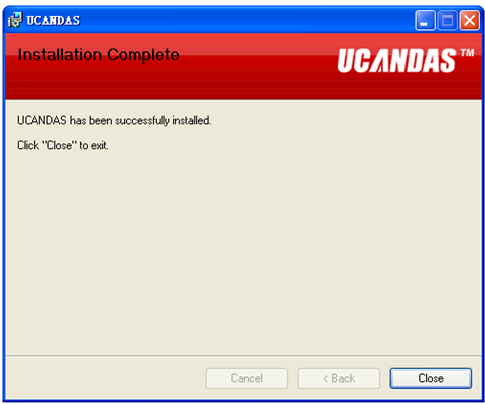 UCANDAS
Installation Complete
UCANDAS™
UCANDAS has been successfully installed.
Click "Close" to exit.
Cancel
< Back
Close